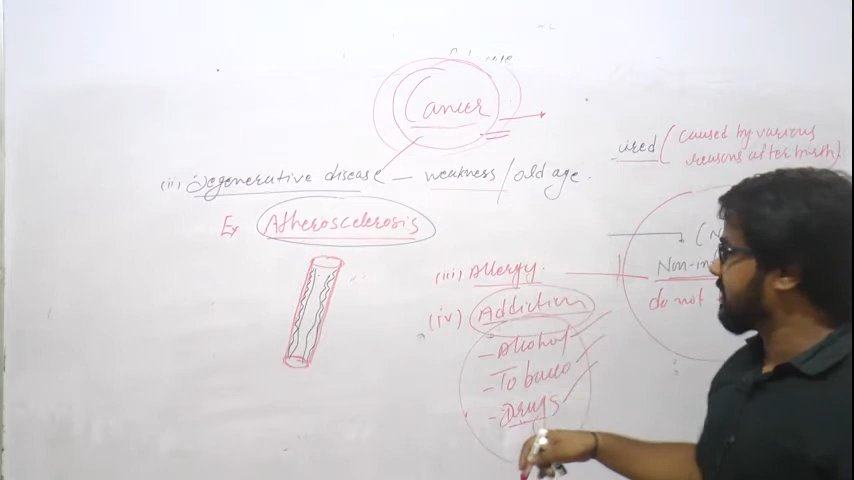 Cancer
ired (caused by various
reasons after birth)
(ii) Degenerative disease — weakness / old age.
Ex Atherosclerosis
(N
(iii) Allergy.
Non-in
do not
(iv) Addiction
- Alcohol
- Tobacco
- Drugs